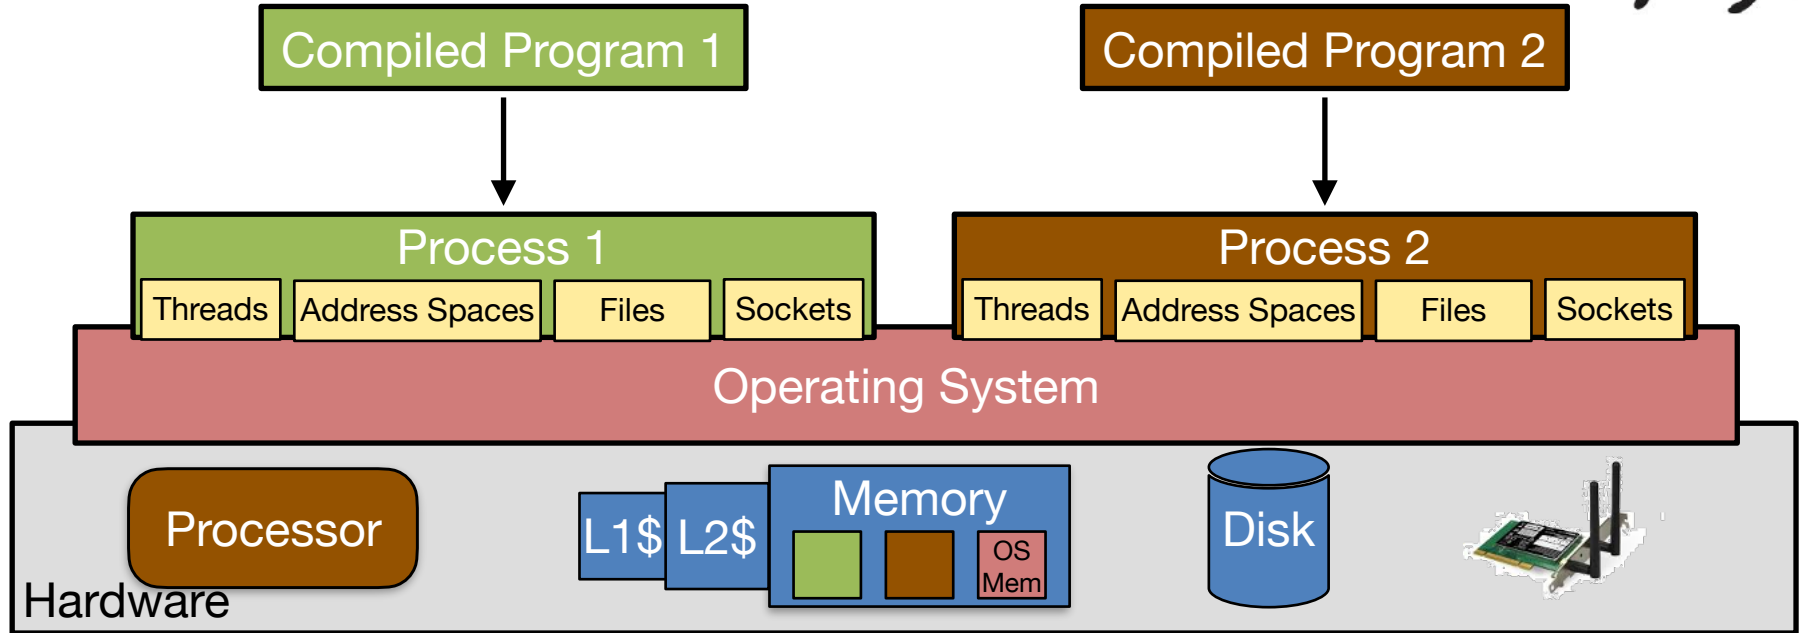 Compiled Program 1
Compiled Program 2
Process 1
Process 2
Threads
Address Spaces
Files
Sockets
Threads
Address Spaces
Files
Sockets
Operating System
Processor
L1$
L2$
Memory
OS
Mem
Disk
Hardware